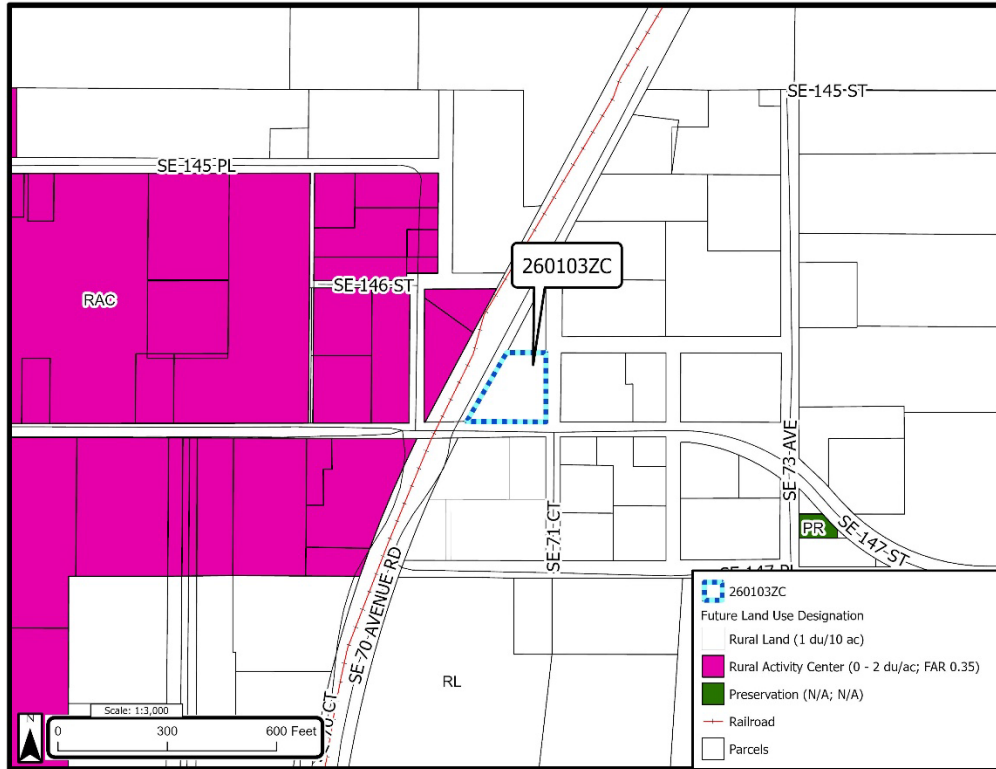 SE 145 ST
SE 145 PL
260103ZC
SE 146 ST
RAC
SE 73 AVE
SE 71 CT
PR
SE 147 ST
SE 70 AVENUE RD
RL
260103ZC
Future Land Use Designation
Rural Land (1 du/10 ac)
Rural Activity Center (0 - 2 du/ac; FAR 0.35)
Preservation (N/A; N/A)
Railroad
Parcels
Scale: 1:3,000
N
0 300 600 Feet